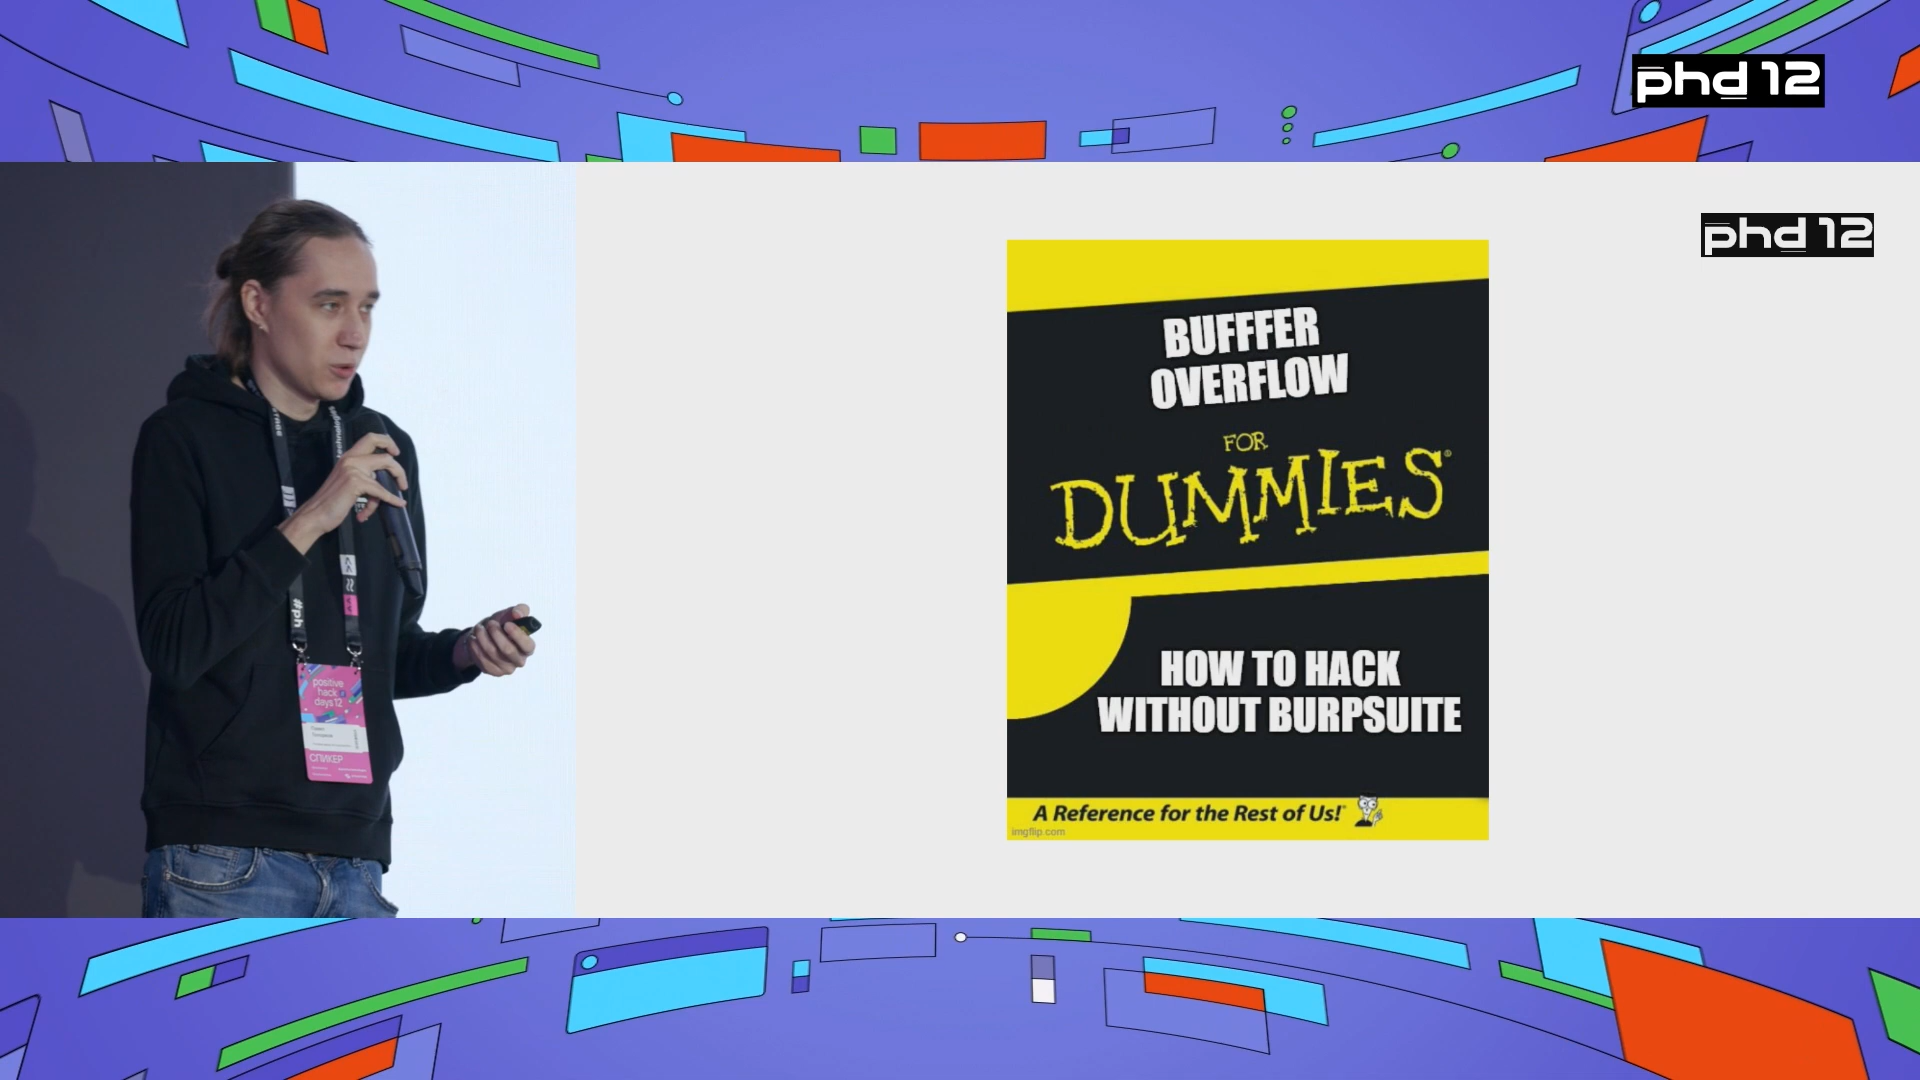 phd 12
phd 12
BUFFFER
OVERFLOW
FOR
DUMMIES®
HOW TO HACK
WITHOUT BURPSUITE
A Reference for the Rest of Us!
imgflip.com
#ph
positive
hack
days 12
СПИКЕР